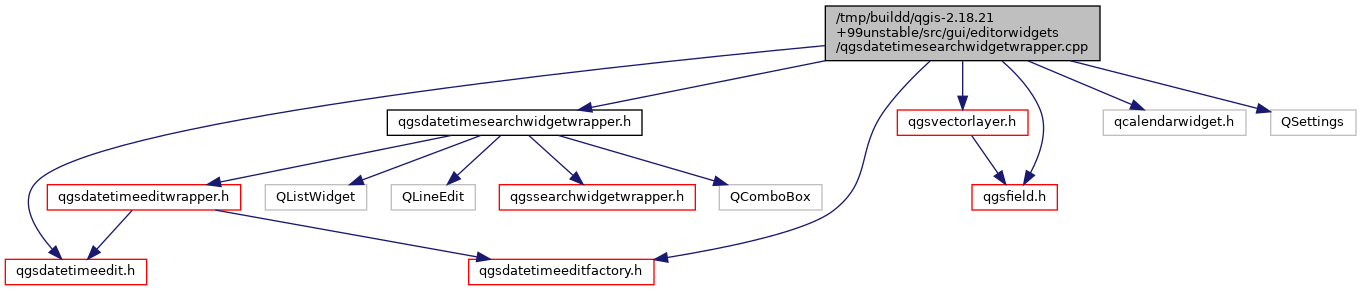 /tmp/buildd/qgis-2.18.21
+99unstable/src/gui/editorwidgets
/qgsdatetimesearchwidgetwrapper.cpp
qgsdatetimesearchwidgetwrapper.h
qgsvectorlayer.h
qcalendarwidget.h
QSettings
qgsdatetimeeditwrapper.h
QListWidget
QLineEdit
qgssearchwidgetwrapper.h
QComboBox
qgsfield.h
qgsdatetimeedit.h
qgsdatetimeeditfactory.h